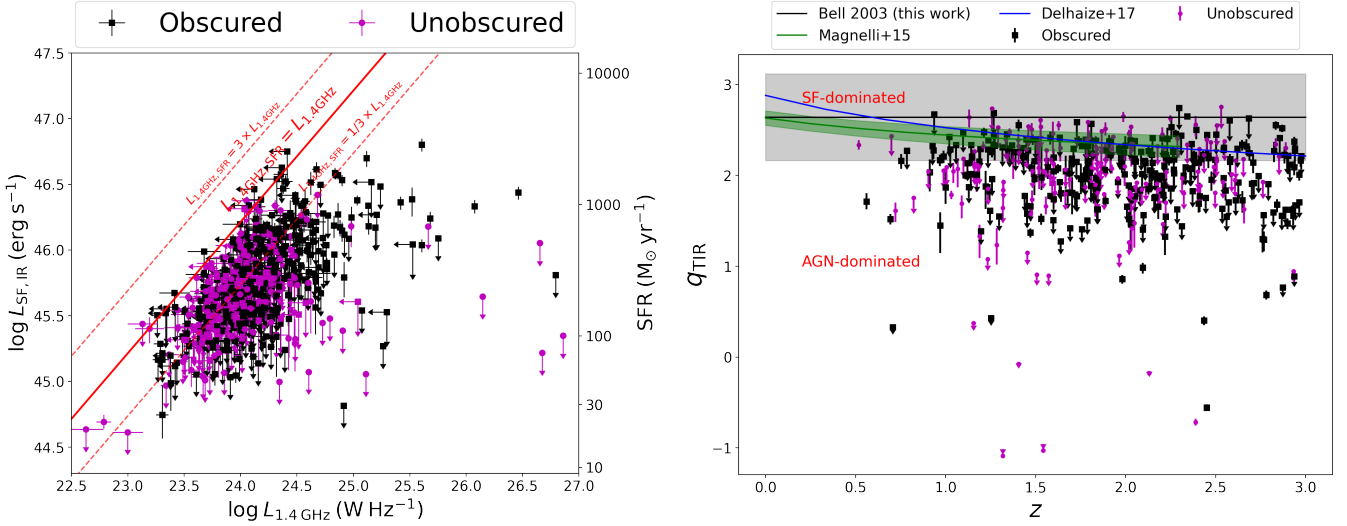 Obscured
Unobscured
47.5
47.0
46.5
46.0
45.5
45.0
44.5
log L_SF, IR (erg s⁻¹)
22.5 23.0 23.5 24.0 24.5 25.0 25.5 26.0 26.5 27.0
log L_1.4 GHz (W Hz⁻¹)
10000
1000
100
30
10
SFR (M_⊙ yr⁻¹)
L_1.4GHz, SFR = 3 × L_1.4GHz
L_1.4GHz, SFR = L_1.4GHz
L_1.4GHz, SFR = 1/3 × L_1.4GHz
Bell 2003 (this work)
Magnelli+15
Delhaize+17
Obscured
Unobscured
3
2
1
0
−1
q_TIR
SF-dominated
AGN-dominated
0.0 0.5 1.0 1.5 2.0 2.5 3.0
z